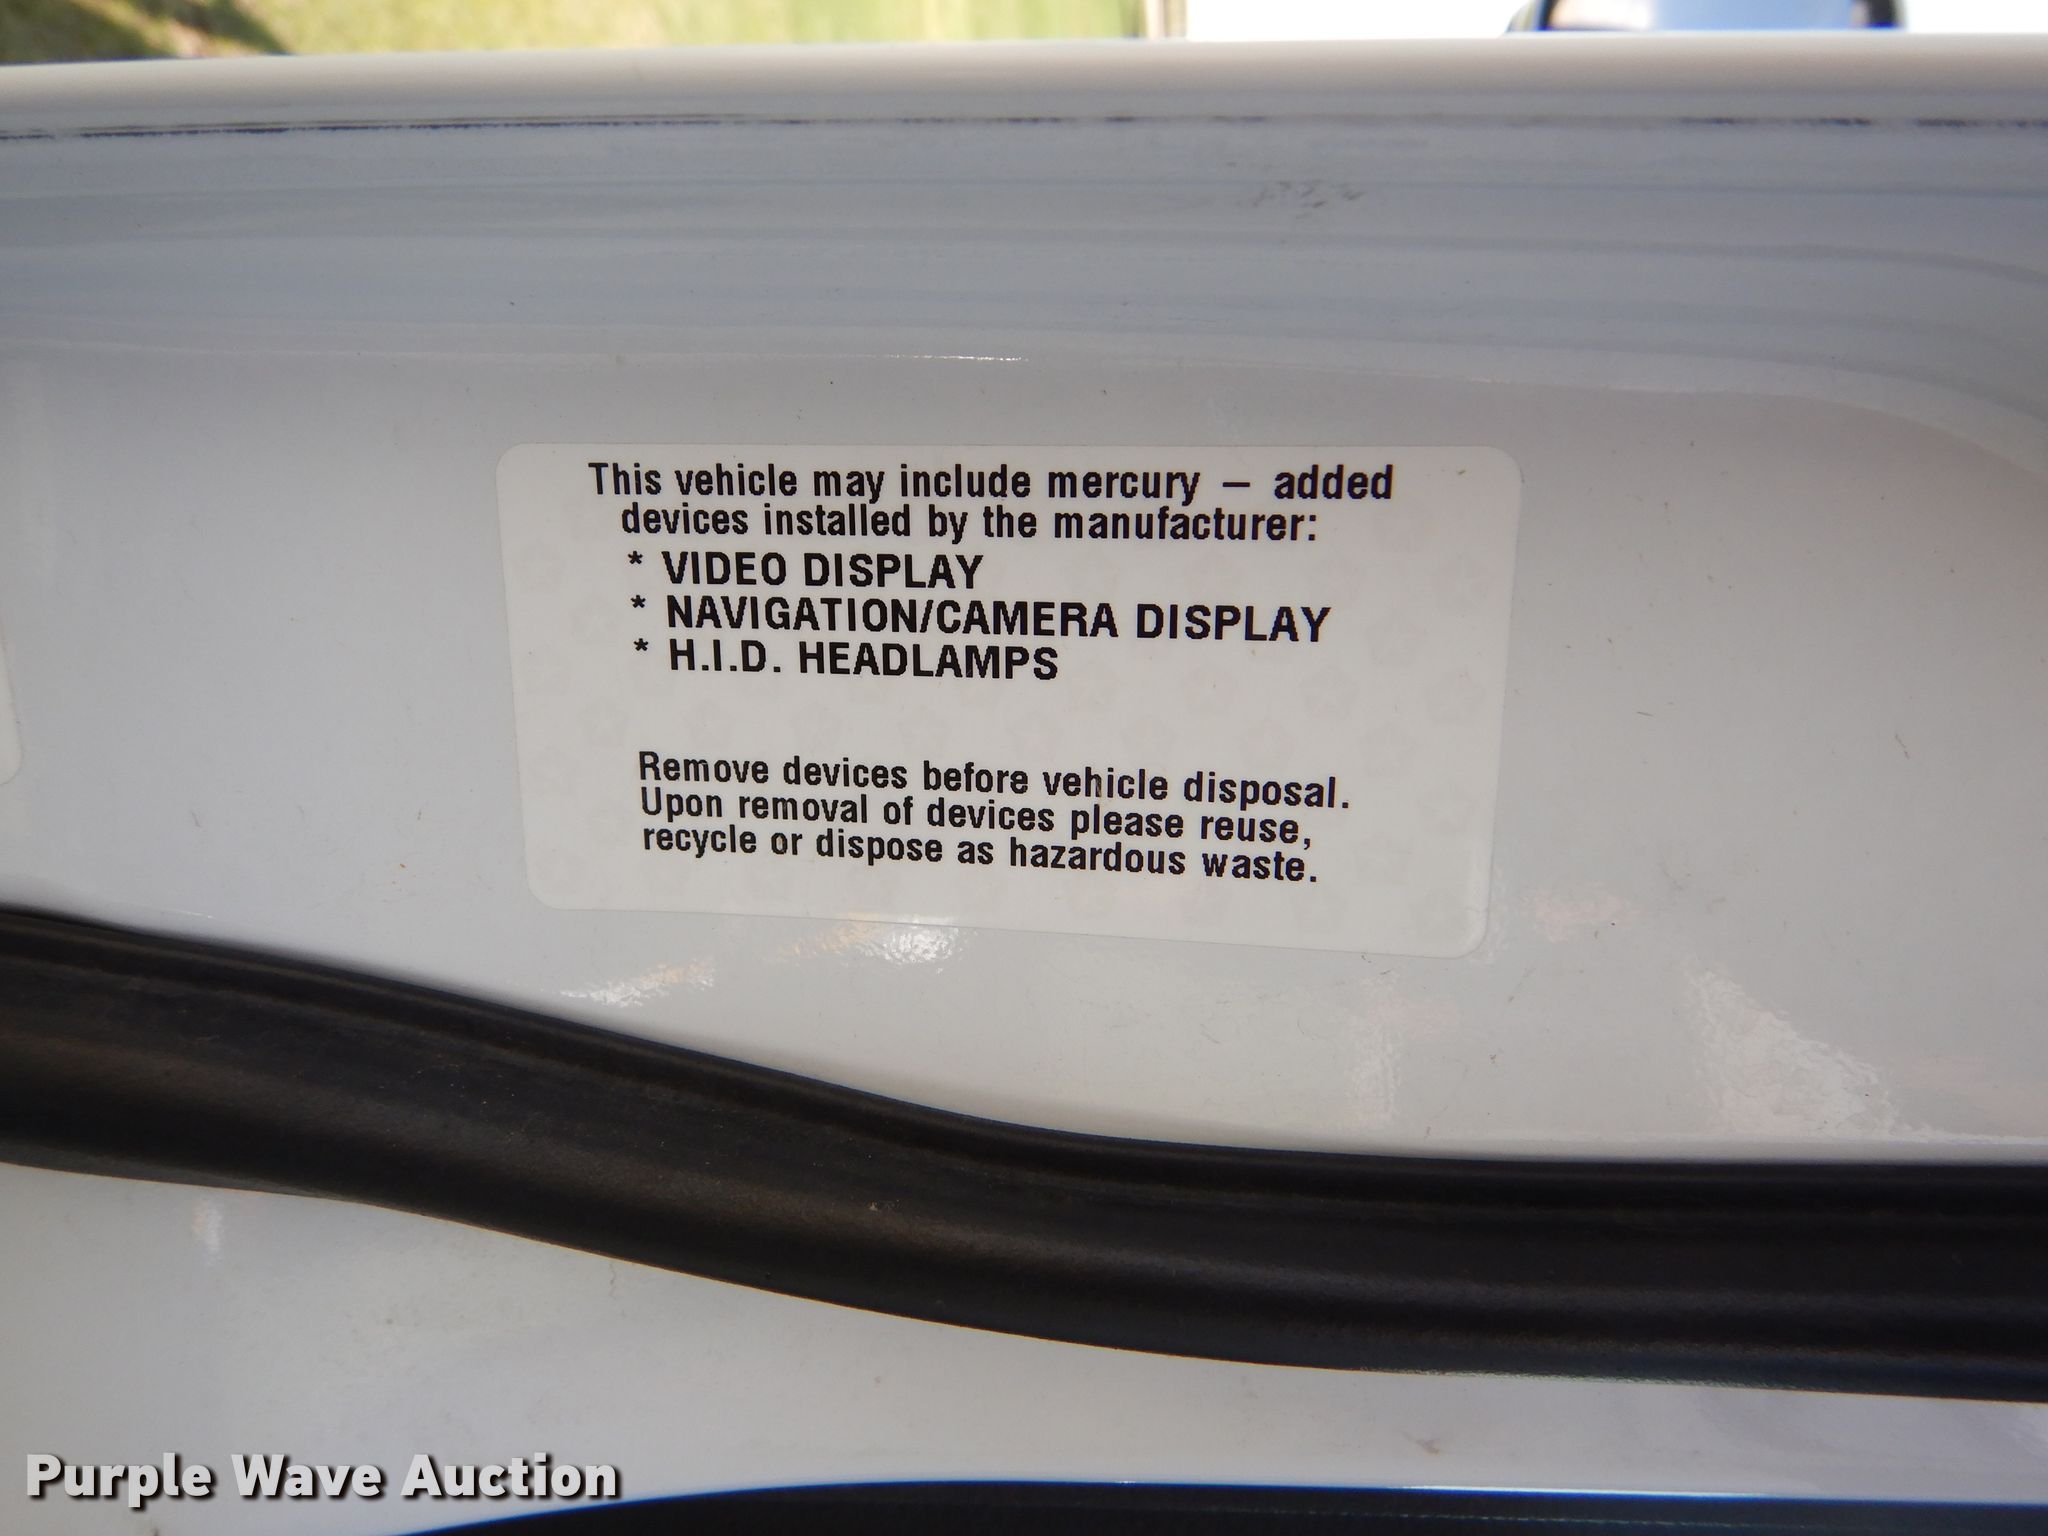 This vehicle may include mercury — added
devices installed by the manufacturer:
* VIDEO DISPLAY
* NAVIGATION/CAMERA DISPLAY
* H.I.D. HEADLAMPS
Remove devices before vehicle disposal.
Upon removal of devices please reuse,
recycle or dispose as hazardous waste.
Purple Wave Auction